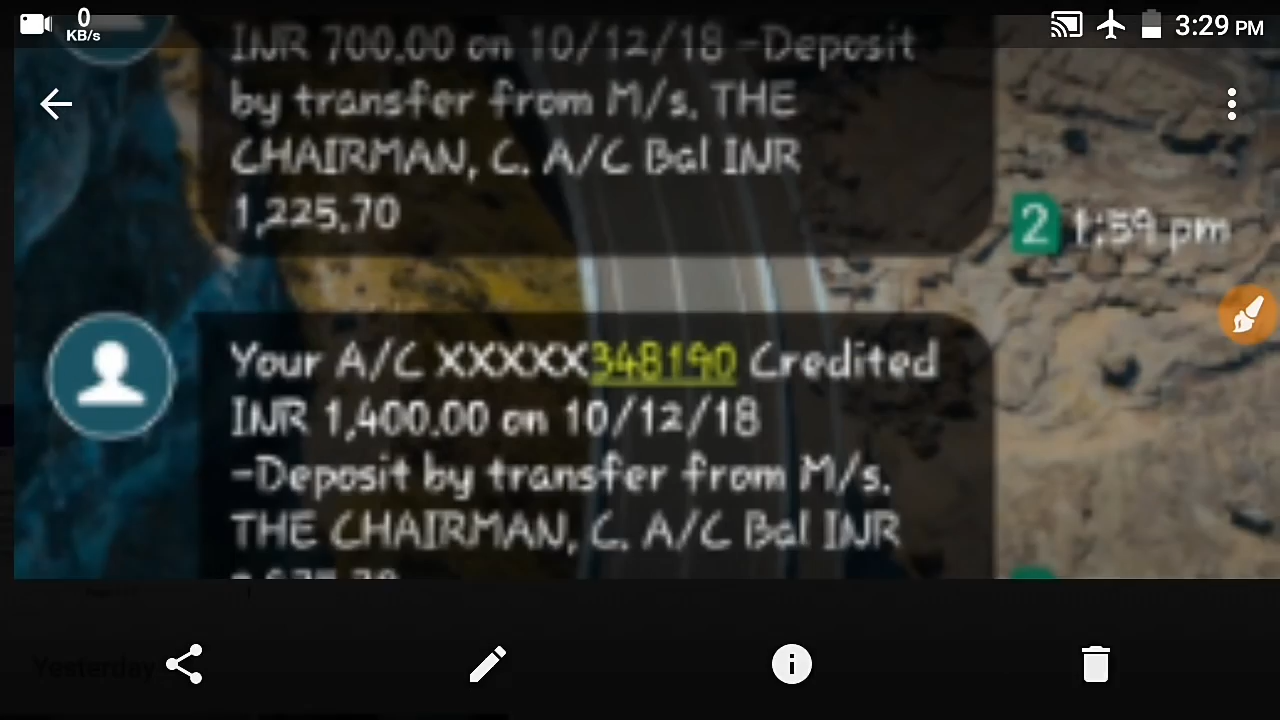 0
KB/s
3:29 PM
INR 700.00 on 10/12/18 -Deposit
by transfer from M/s. THE
CHAIRMAN, C. A/C Bal INR
1,225.70
2 1:59 pm
Your A/C XXXXX348190 Credited
INR 1,400.00 on 10/12/18
-Deposit by transfer from M/s.
THE CHAIRMAN, C. A/C Bal INR
Yesterday